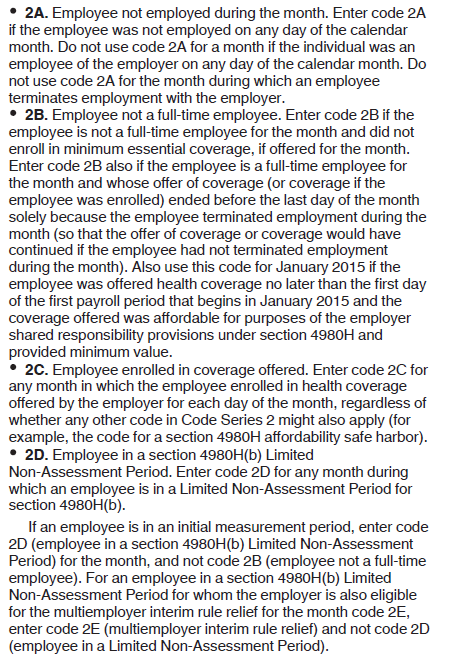 • 2A. Employee not employed during the month. Enter code 2A
if the employee was not employed on any day of the calendar
month. Do not use code 2A for a month if the individual was an
employee of the employer on any day of the calendar month. Do
not use code 2A for the month during which an employee
terminates employment with the employer.
• 2B. Employee not a full-time employee. Enter code 2B if the
employee is not a full-time employee for the month and did not
enroll in minimum essential coverage, if offered for the month.
Enter code 2B also if the employee is a full-time employee for
the month and whose offer of coverage (or coverage if the
employee was enrolled) ended before the last day of the month
solely because the employee terminated employment during the
month (so that the offer of coverage or coverage would have
continued if the employee had not terminated employment
during the month). Also use this code for January 2015 if the
employee was offered health coverage no later than the first day
of the first payroll period that begins in January 2015 and the
coverage offered was affordable for purposes of the employer
shared responsibility provisions under section 4980H and
provided minimum value.
• 2C. Employee enrolled in coverage offered. Enter code 2C for
any month in which the employee enrolled in health coverage
offered by the employer for each day of the month, regardless of
whether any other code in Code Series 2 might also apply (for
example, the code for a section 4980H affordability safe harbor).
• 2D. Employee in a section 4980H(b) Limited
Non-Assessment Period. Enter code 2D for any month during
which an employee is in a Limited Non-Assessment Period for
section 4980H(b).
If an employee is in an initial measurement period, enter code
2D (employee in a section 4980H(b) Limited Non-Assessment
Period) for the month, and not code 2B (employee not a full-time
employee). For an employee in a section 4980H(b) Limited
Non-Assessment Period for whom the employer is also eligible
for the multiemployer interim rule relief for the month code 2E,
enter code 2E (multiemployer interim rule relief) and not code 2D
(employee in a Limited Non-Assessment Period).